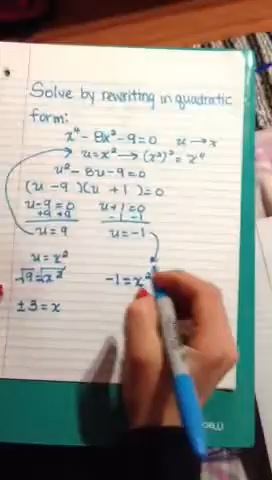 Solve by rewriting in quadratic
form:
x⁴ - 8x² - 9 = 0 u → x
u = x² → (x²)² = x⁴
u² - 8u - 9 = 0
(u - 9)(u + 1) = 0
u - 9 = 0 u + 1 = 0
+9 +9 -1 -1
u = 9 u = -1
u = x²
√9 = √x² -1 = x²
±3 = x